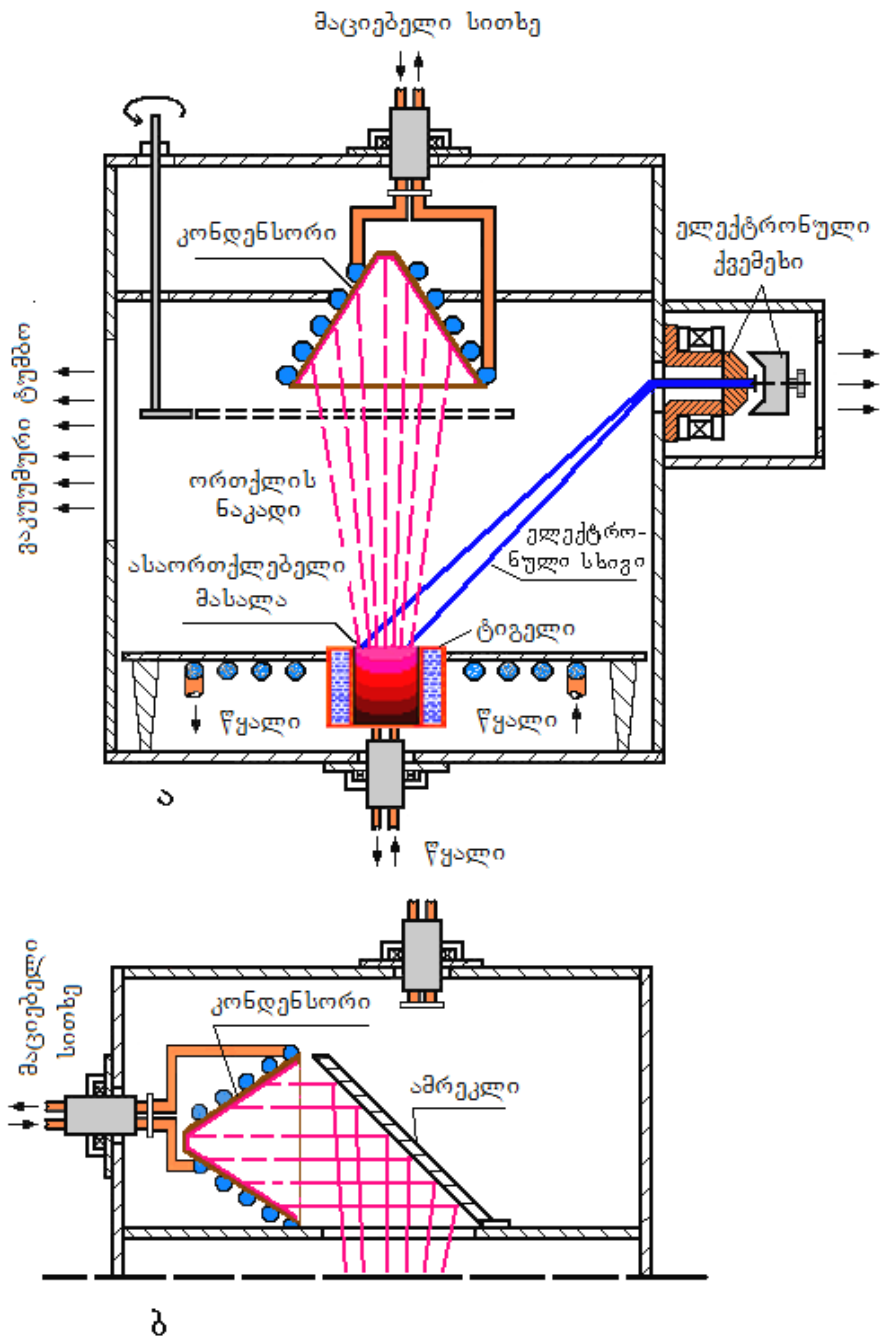 მაციებელი სითხე
კონდენსორი
ელექტრონული
ქვემეხი
ვაკუუმური ტუმბო
ორთქლის
ნაკადი
ელექტრო-
ნული სხივი
ასაორთქლებელი
მასალა
ტიგელი
წყალი
წყალი
ა
წყალი
მაციებელი
სითხე
კონდენსორი
ამრეკლი
ბ